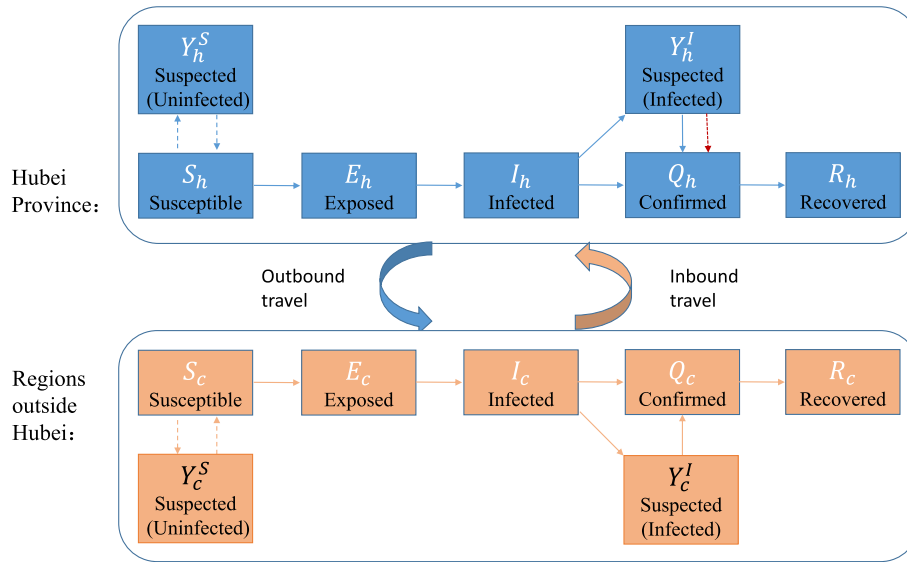 Y_h^S
Suspected
(Uninfected)
Y_h^I
Suspected
(Infected)
Hubei
Province：
S_h
Susceptible
E_h
Exposed
I_h
Infected
Q_h
Confirmed
R_h
Recovered
Outbound
travel
Inbound
travel
Regions
outside
Hubei：
S_c
Susceptible
E_c
Exposed
I_c
Infected
Q_c
Confirmed
R_c
Recovered
Y_c^S
Suspected
(Uninfected)
Y_c^I
Suspected
(Infected)